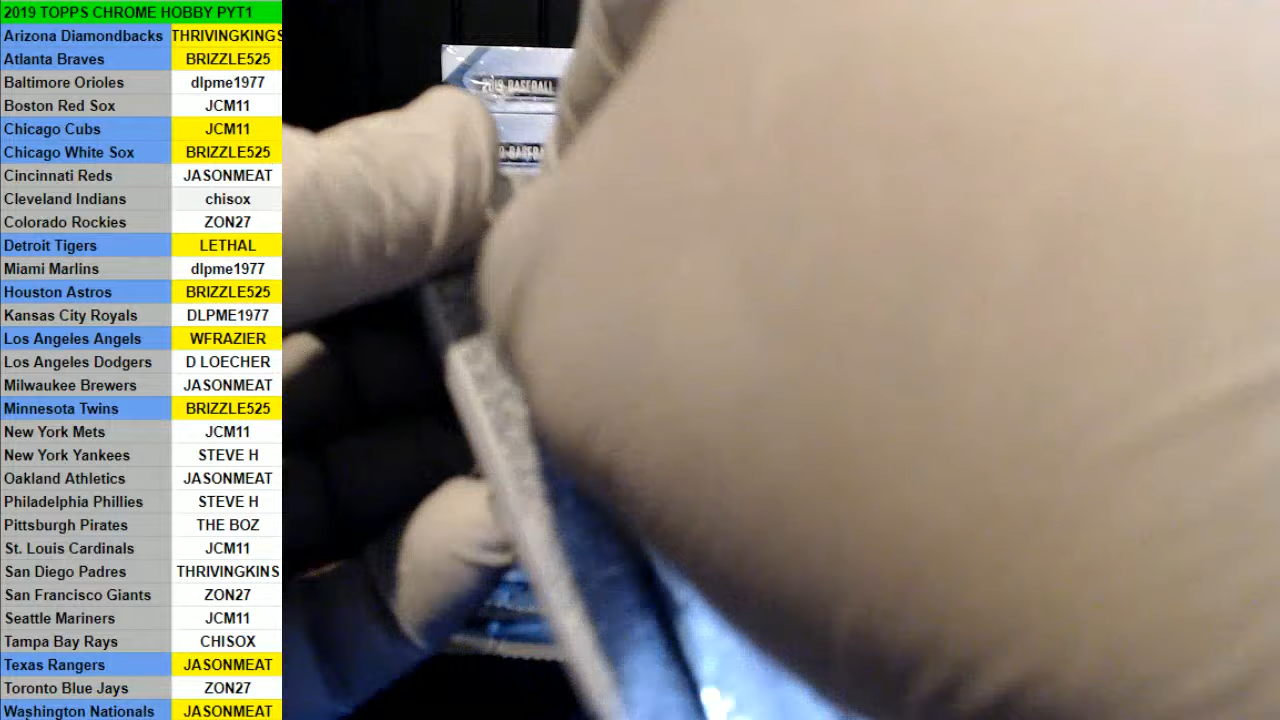 2019 TOPPS CHROME HOBBY PYT1
Arizona Diamondbacks THRIVINGKINGS
Atlanta Braves BRIZZLE525
Baltimore Orioles dlpme1977
Boston Red Sox JCM11
Chicago Cubs JCM11
Chicago White Sox BRIZZLE525
Cincinnati Reds JASONMEAT
Cleveland Indians chisox
Colorado Rockies ZON27
Detroit Tigers LETHAL
Miami Marlins dlpme1977
Houston Astros BRIZZLE525
Kansas City Royals DLPME1977
Los Angeles Angels WFRAZIER
Los Angeles Dodgers D LOECHER
Milwaukee Brewers JASONMEAT
Minnesota Twins BRIZZLE525
New York Mets JCM11
New York Yankees STEVE H
Oakland Athletics JASONMEAT
Philadelphia Phillies STEVE H
Pittsburgh Pirates THE BOZ
St. Louis Cardinals JCM11
San Diego Padres THRIVINGKINS
San Francisco Giants ZON27
Seattle Mariners JCM11
Tampa Bay Rays CHISOX
Texas Rangers JASONMEAT
Toronto Blue Jays ZON27
Washington Nationals JASONMEAT
2019 BASEBALL